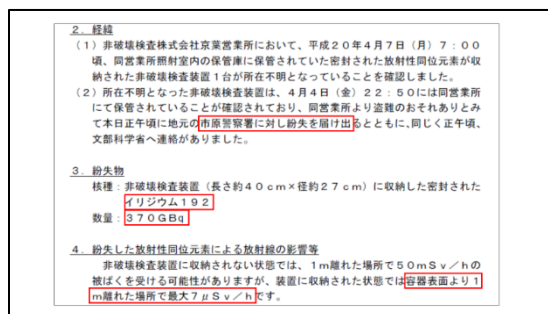 ２．経緯
（１）非破壊検査株式会社京葉営業所において、平成２０年４月７日（月）７：００
頃、同営業所照射室内の保管庫に保管されていた密封された放射性同位元素が収
納された非破壊検査装置１台が所在不明となっていることを確認しました。
（２）所在不明となった非破壊検査装置は、４月４日（金）２２：５０には同営業所
にて保管されていることが確認されており、同営業所より盗難のおそれありとみ
て本日正午頃に地元の市原警察署に対し紛失を届け出るとともに、同じく正午頃、
文部科学省へ連絡がありました。
３．紛失物
核種：非破壊検査装置（長さ約４０ｃｍ×径約２７ｃｍ）に収納した密封された
イリジウム１９２
数量：３７０ＧＢｑ
４．紛失した放射性同位元素による放射線の影響等
非破壊検査装置に収納されない状態では、１ｍ離れた場所で５０ｍＳｖ／ｈの
被ばくを受ける可能性がありますが、装置に収納された状態では容器表面より１
ｍ離れた場所で最大７μＳｖ／ｈです。